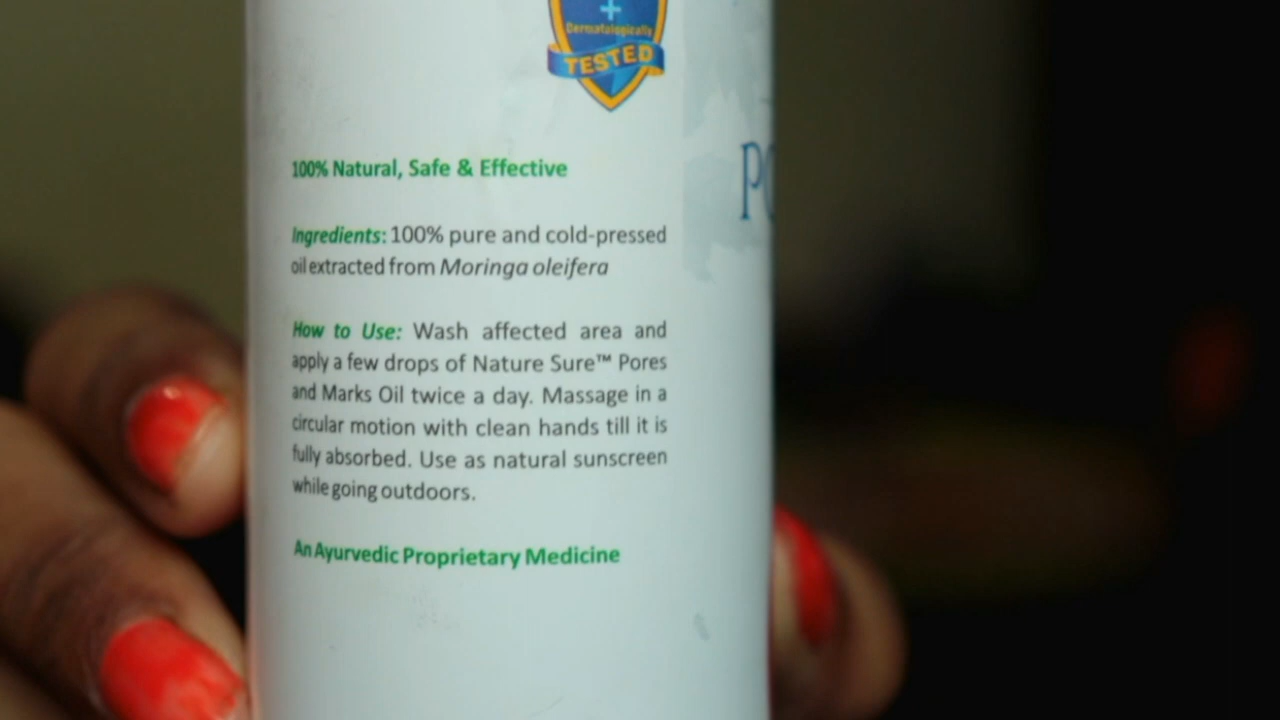 Dermatologically
TESTED
100% Natural, Safe & Effective
Ingredients: 100% pure and cold-pressed
oil extracted from Moringa oleifera
How to Use: Wash affected area and
apply a few drops of Nature Sure™ Pores
and Marks Oil twice a day. Massage in a
circular motion with clean hands till it is
fully absorbed. Use as natural sunscreen
while going outdoors.
An Ayurvedic Proprietary Medicine